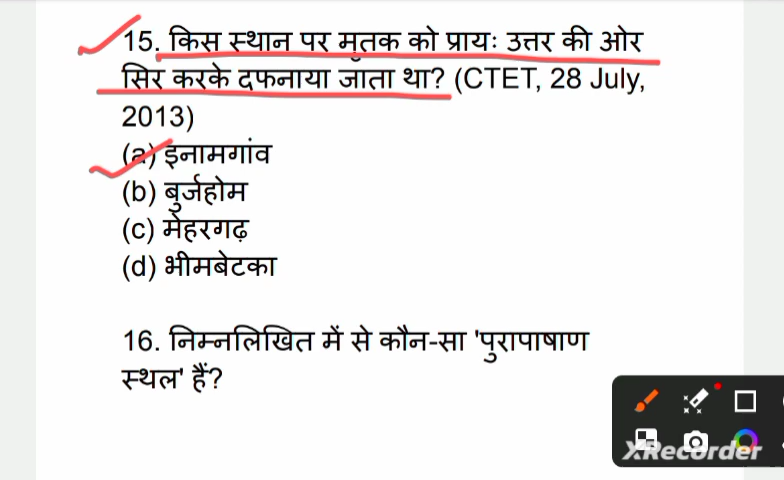 15. किस स्थान पर मृतक को प्रायः उत्तर की ओर
सिर करके दफनाया जाता था? (CTET, 28 July,
2013)
(a) इनामगांव
(b) बुर्जहोम
(c) मेहरगढ़
(d) भीमबेटका
16. निम्नलिखित में से कौन-सा 'पुरापाषाण
स्थल' हैं?
XRecorder